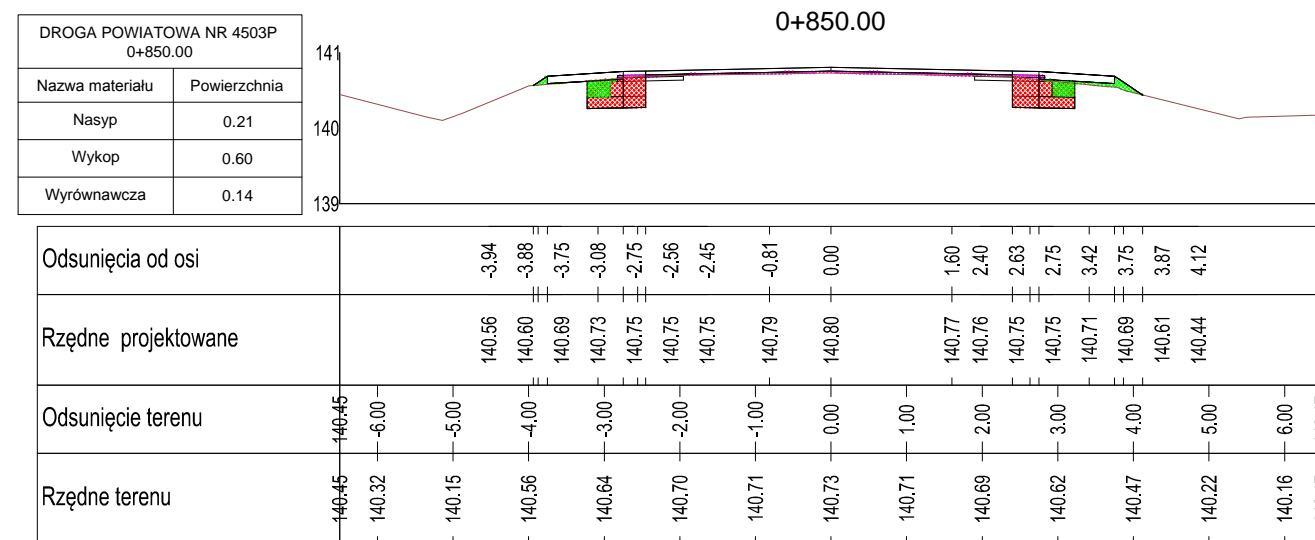 0+850.00
DROGA POWIATOWA NR 4503P
0+850.00
Nazwa materiału Powierzchnia
Nasyp 0.21
Wykop 0.60
Wyrównawcza 0.14
141
140
139
Odsunięcia od osi -3.94 -3.88 -3.75 -3.08 -2.75 -2.56 -2.45 -0.81 0.00 1.60 2.40 2.63 2.75 3.42 3.75 3.87 4.12
Rzędne projektowane 140.56 140.60 140.69 140.73 140.75 140.75 140.75 140.79 140.80 140.77 140.76 140.75 140.75 140.71 140.69 140.61 140.44
Odsunięcie terenu 140.45 -6.00 -5.00 -4.00 -3.00 -2.00 -1.00 0.00 1.00 2.00 3.00 4.00 5.00 6.00
Rzędne terenu 140.45 140.32 140.15 140.56 140.64 140.70 140.71 140.73 140.71 140.69 140.62 140.47 140.22 140.16